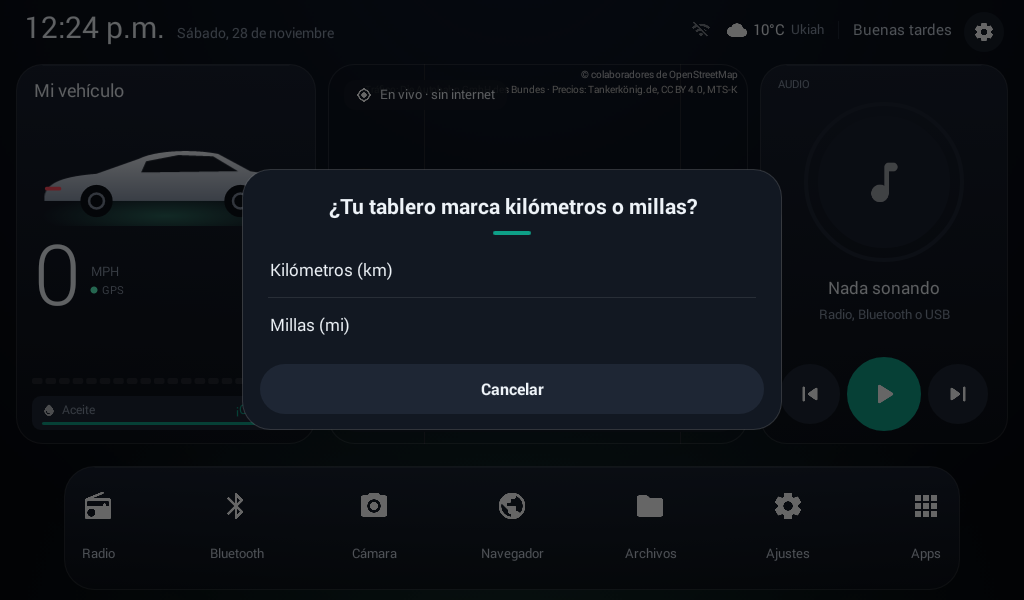 12:24 p.m.
Sábado, 28 de noviembre
10°C Ukiah
Buenas tardes
Mi vehículo
© colaboradores de OpenStreetMap
En vivo · sin internet
Bundes · Precios: Tankerkönig.de, CC BY 4.0, MTS-K
AUDIO
¿Tu tablero marca kilómetros o millas?
Kilómetros (km)
Millas (mi)
Cancelar
0
MPH
GPS
Aceite
Nada sonando
Radio, Bluetooth o USB
Radio
Bluetooth
Cámara
Navegador
Archivos
Ajustes
Apps